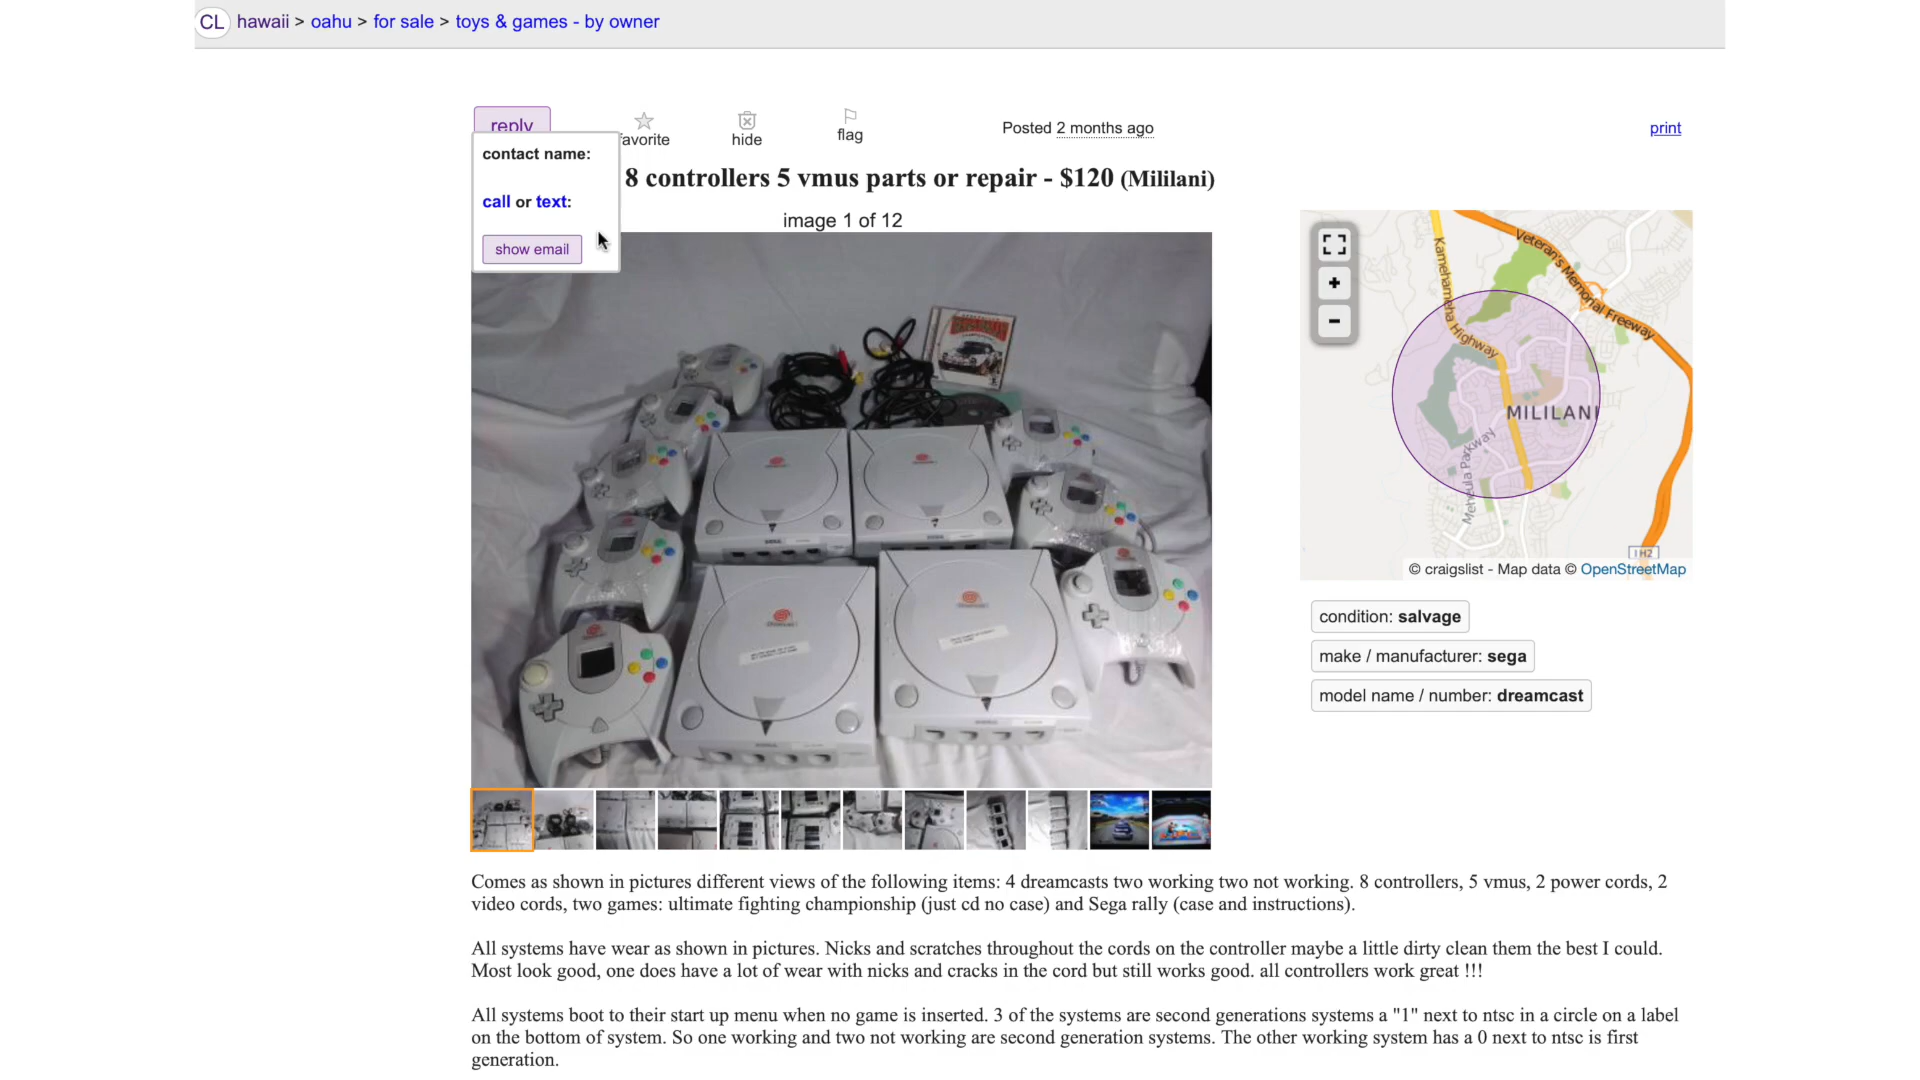 CL hawaii > oahu > for sale > toys & games - by owner
reply
favorite
hide
flag
Posted 2 months ago
print
contact name:
call or text:
show email
8 controllers 5 vmus parts or repair - $120 (Mililani)
image 1 of 12
Kamehameha Highway
Veteran's Memorial Freeway
+
-
MILILANI
Meheula Parkway
H2
© craigslist - Map data © OpenStreetMap
condition: salvage
make / manufacturer: sega
model name / number: dreamcast
Comes as shown in pictures different views of the following items: 4 dreamcasts two working two not working. 8 controllers, 5 vmus, 2 power cords, 2
video cords, two games: ultimate fighting championship (just cd no case) and Sega rally (case and instructions).
All systems have wear as shown in pictures. Nicks and scratches throughout the cords on the controller maybe a little dirty clean them the best I could.
Most look good, one does have a lot of wear with nicks and cracks in the cord but still works good. all controllers work great !!!
All systems boot to their start up menu when no game is inserted. 3 of the systems are second generations systems a "1" next to ntsc in a circle on a label
on the bottom of system. So one working and two not working are second generation systems. The other working system has a 0 next to ntsc is first
generation.